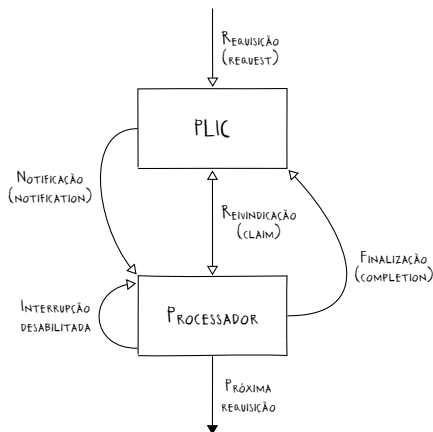 Requisição
(request)
PLIC
Notificação
(notification)
Reivindicação
(claim)
Finalização
(completion)
Interrupção
desabilitada
Processador
Próxima
requisição